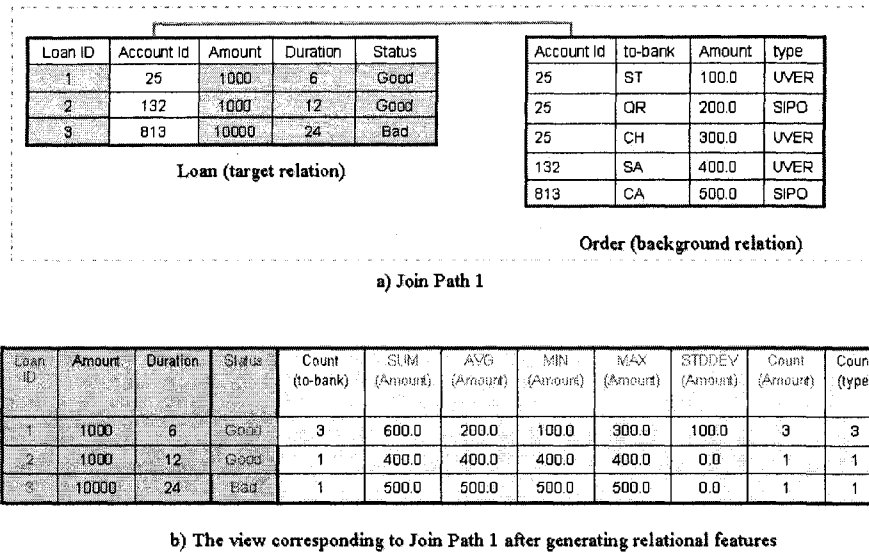 Loan ID Account Id Amount Duration Status
1 25 1000 6 Good
2 132 1000 12 Good
3 813 10000 24 Bad
Loan (target relation)
Account Id to-bank Amount type
25 ST 100.0 UVER
25 QR 200.0 SIPO
25 CH 300.0 UVER
132 SA 400.0 UVER
813 CA 500.0 SIPO
Order (background relation)
a) Join Path 1
Loan Amount Duration Status Count SUM AVG MIN MAX STDDEV Count Coun
ID (to-bank) (Amount) (Amount) (Amount) (Amount) (Amount) (Amount) (type
1 1000 6 Good 3 600.0 200.0 100.0 300.0 100.0 3 3
2 1000 12 Good 1 400.0 400.0 400.0 400.0 0.0 1 1
3 10000 24 Bad 1 500.0 500.0 500.0 500.0 0.0 1 1
b) The view corresponding to Join Path 1 after generating relational features